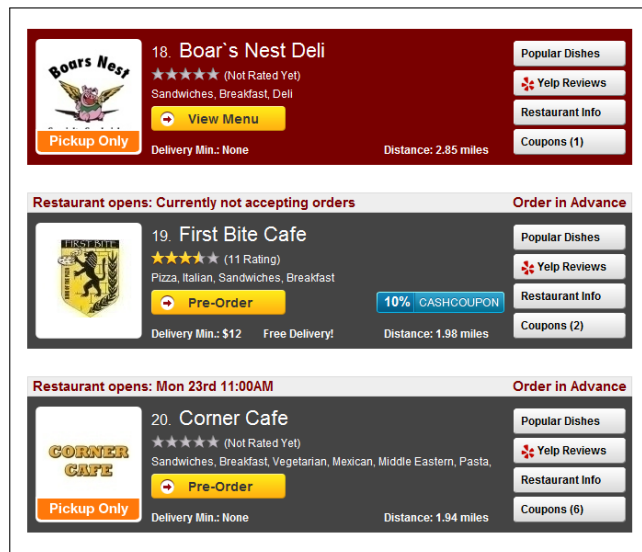 Boars Nest
Pickup Only
18. Boar`s Nest Deli
(Not Rated Yet)
Sandwiches, Breakfast, Deli
View Menu
Delivery Min.: None Distance: 2.85 miles
Popular Dishes
Yelp Reviews
Restaurant Info
Coupons (1)
Restaurant opens: Currently not accepting orders Order in Advance
FIRST BITE
19. First Bite Cafe
(11 Rating)
Pizza, Italian, Sandwiches, Breakfast
Pre-Order
10% CASHCOUPON
Delivery Min.: $12 Free Delivery! Distance: 1.98 miles
Popular Dishes
Yelp Reviews
Restaurant Info
Coupons (2)
Restaurant opens: Mon 23rd 11:00AM Order in Advance
CORNER
CAFE
Pickup Only
20. Corner Cafe
(Not Rated Yet)
Sandwiches, Breakfast, Vegetarian, Mexican, Middle Eastern, Pasta,
Pre-Order
Delivery Min.: None Distance: 1.94 miles
Popular Dishes
Yelp Reviews
Restaurant Info
Coupons (6)